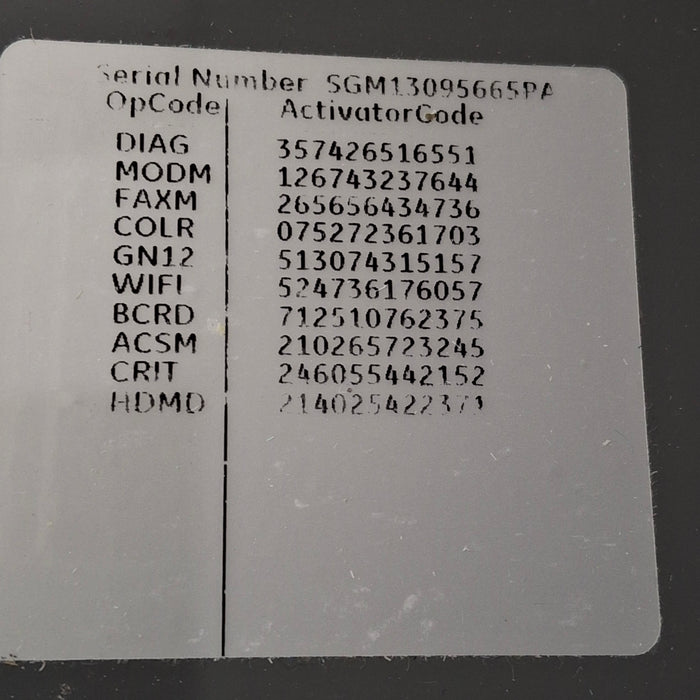 Serial Number SGM13095665PA
OpCode ActivatorCode
DIAG 357426516551
MODM 126743237644
FAXM 265656434736
COLR 075272361703
GN12 513074315157
WIFI 524736176057
BCRD 712510762375
ACSM 210265723245
CRIT 246055442152
HDMD 214025422371